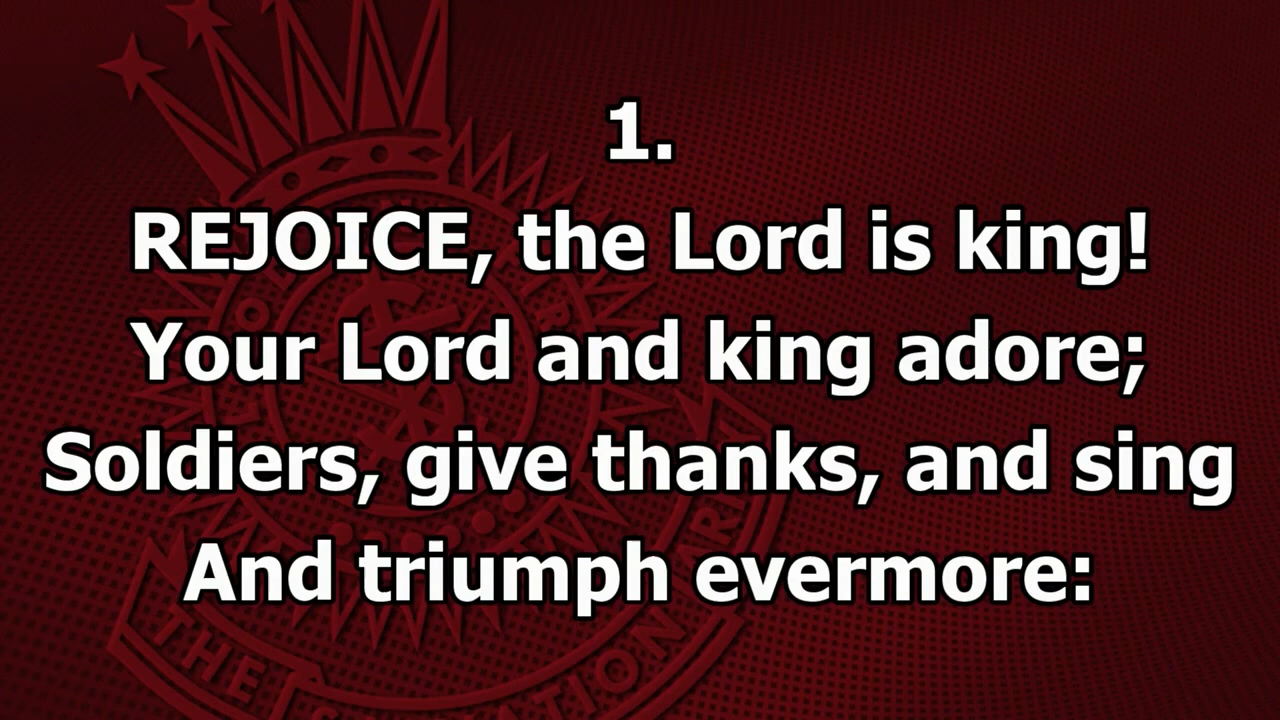 1.
REJOICE, the Lord is king!
Your Lord and king adore;
Soldiers, give thanks, and sing
And triumph evermore:
THE